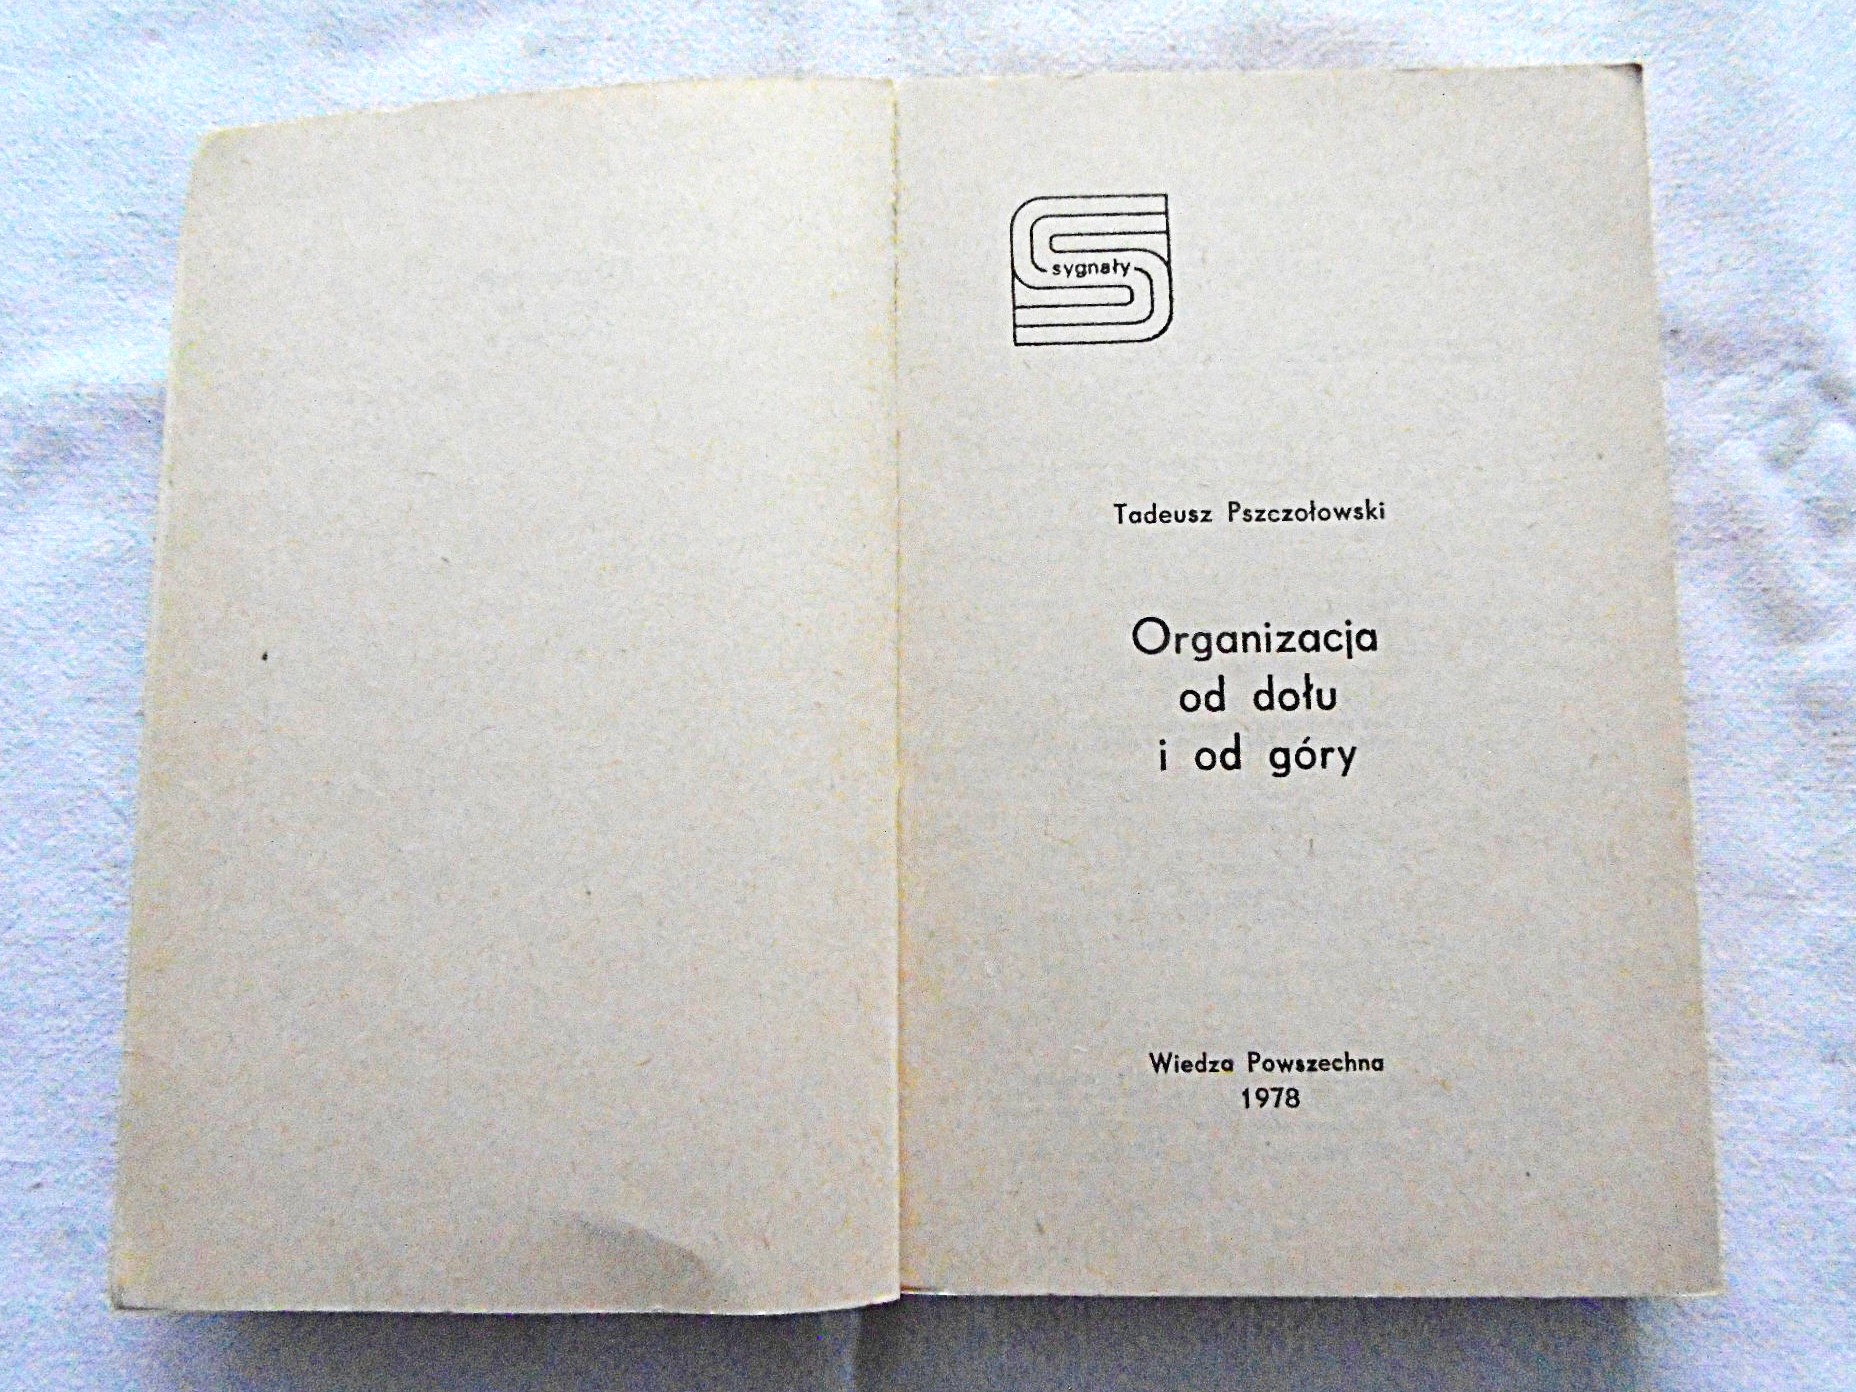 sygnały
Tadeusz Pszczołowski
Organizacja
od dołu
i od góry
Wiedza Powszechna
1978